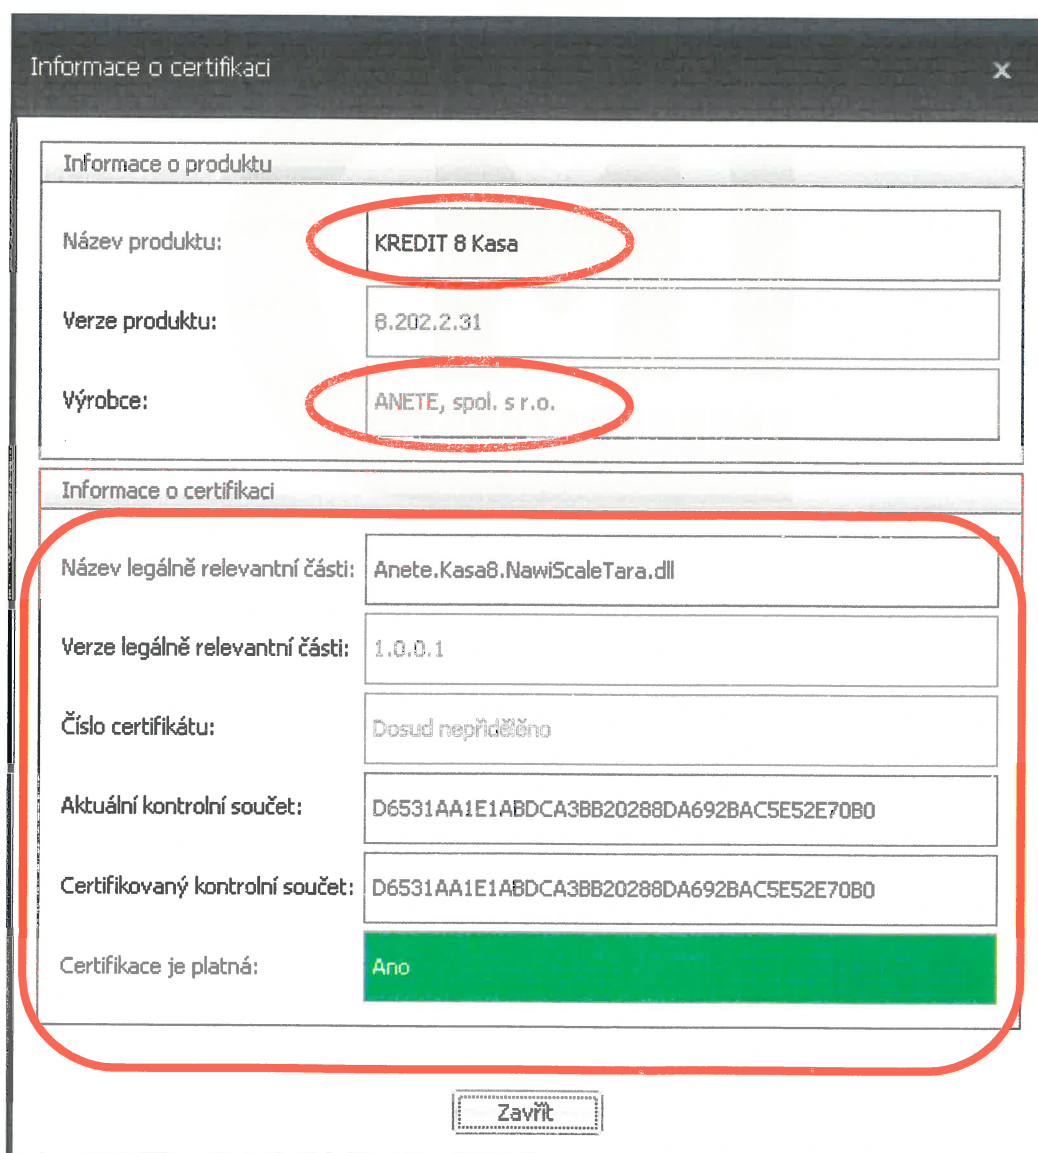 Informace o certifikaci x
Informace o produktu
Název produktu: KREDIT 8 Kasa
Verze produktu: 8.202.2.31
Výrobce: ANETE, spol. s r.o.
Informace o certifikaci
Název legálně relevantní části: Anete.Kasa8.NawiScaleTara.dll
Verze legálně relevantní části: 1.0.0.1
Číslo certifikátu: Dosud nepřiděleno
Aktuální kontrolní součet: D6531AA1E1ABDCA3BB20288DA692BAC5E52E70B0
Certifikovaný kontrolní součet: D6531AA1E1ABDCA3BB20288DA692BAC5E52E70B0
Certifikace je platná: Ano
Zavřít